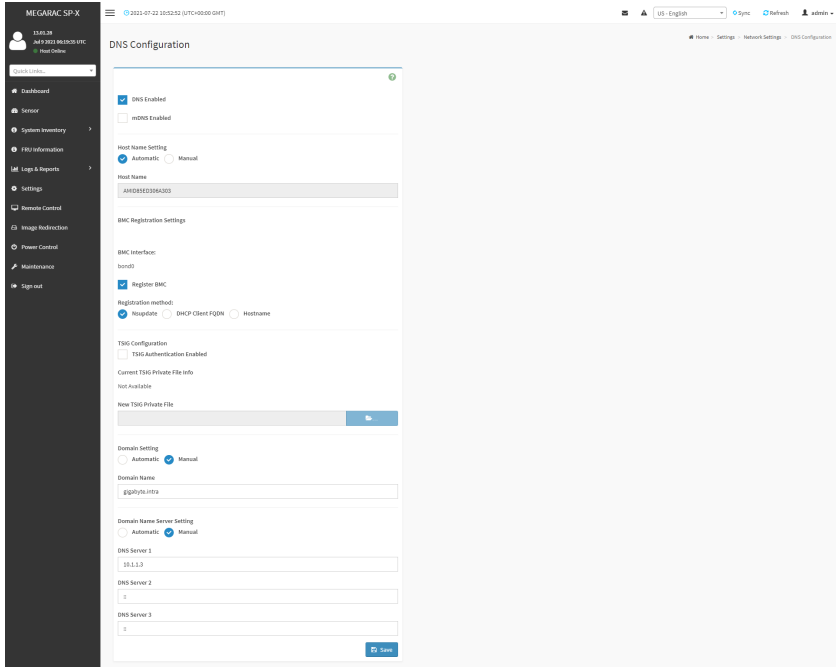 MEGARAC SP-X
2021-07-22 10:52:52 (UTC+00:00 GMT)
US - English
Sync
Refresh
admin
13.01.28
Jul 9 2021 06:19:35 UTC
Host Online
Quick Links...
Dashboard
Sensor
System Inventory
FRU Information
Logs & Reports
Settings
Remote Control
Image Redirection
Power Control
Maintenance
Sign out
DNS Configuration
Home > Settings > Network Settings > DNS Configuration
DNS Enabled
mDNS Enabled
Host Name Setting
Automatic Manual
Host Name
AMID85ED306A303
BMC Registration Settings
BMC Interface:
bond0
Register BMC
Registration method:
Nsupdate DHCP Client FQDN Hostname
TSIG Configuration
TSIG Authentication Enabled
Current TSIG Private File Info
Not Available
New TSIG Private File
Domain Setting
Automatic Manual
Domain Name
gigabyte.intra
Domain Name Server Setting
Automatic Manual
DNS Server 1
10.1.1.3
DNS Server 2
::
DNS Server 3
::
Save